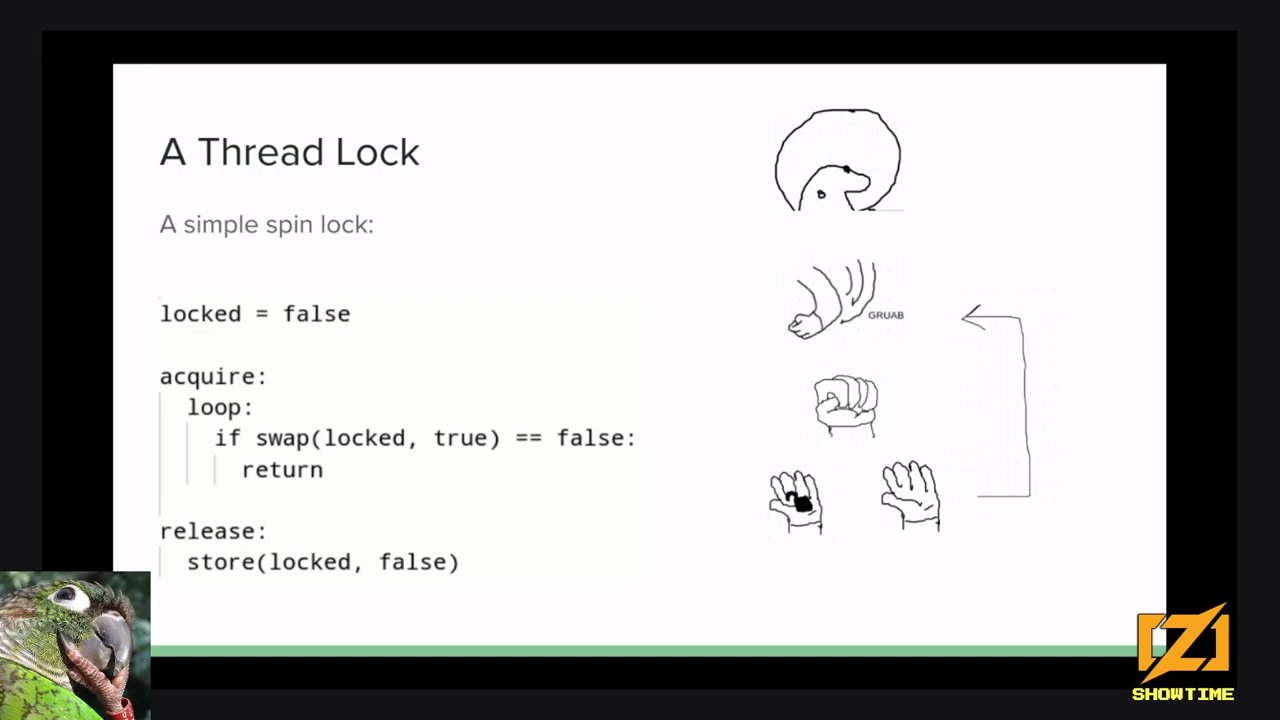 A Thread Lock
A simple spin lock:
locked = false
acquire:
loop:
if swap(locked, true) == false:
return
release:
store(locked, false)
GRUAB
SHOWTIME